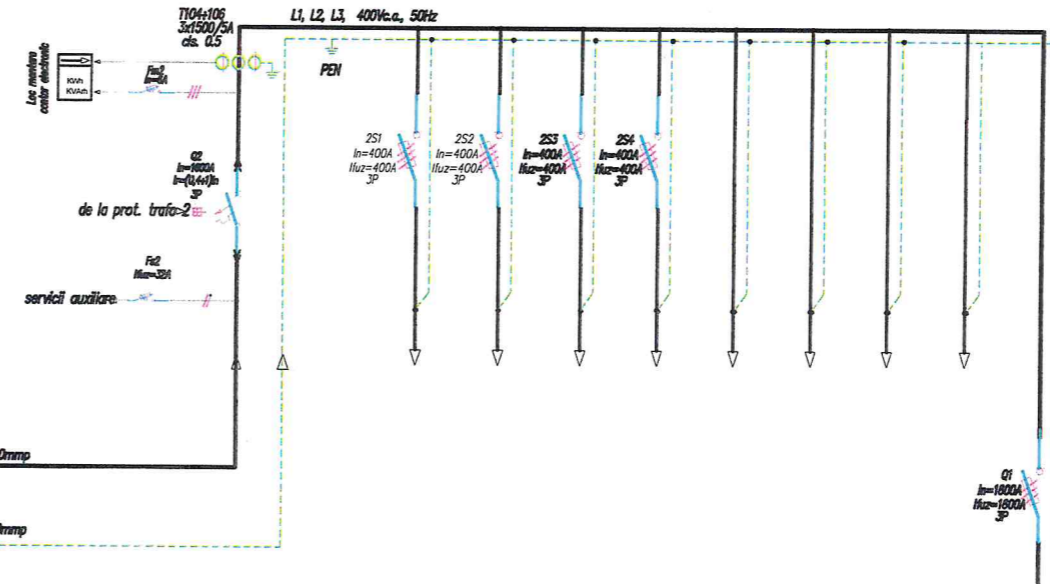 T104÷106
3x1500/5A
cls. 0.5
L1, L2, L3, 400Vc.a., 50Hz
PEN
Loc montare
contor electronic
KWh
KVArh
Q2
In=1600A
3P
de la prot. trafo 2
servicii auxiliare
2S1
In=400A
Ifuz=400A
3P
2S2
In=400A
Ifuz=400A
3P
2S3
In=400A
Ifuz=400A
3P
2S4
In=400A
Ifuz=400A
3P
Q1
In=1600A
Ifuz=1600A
3P